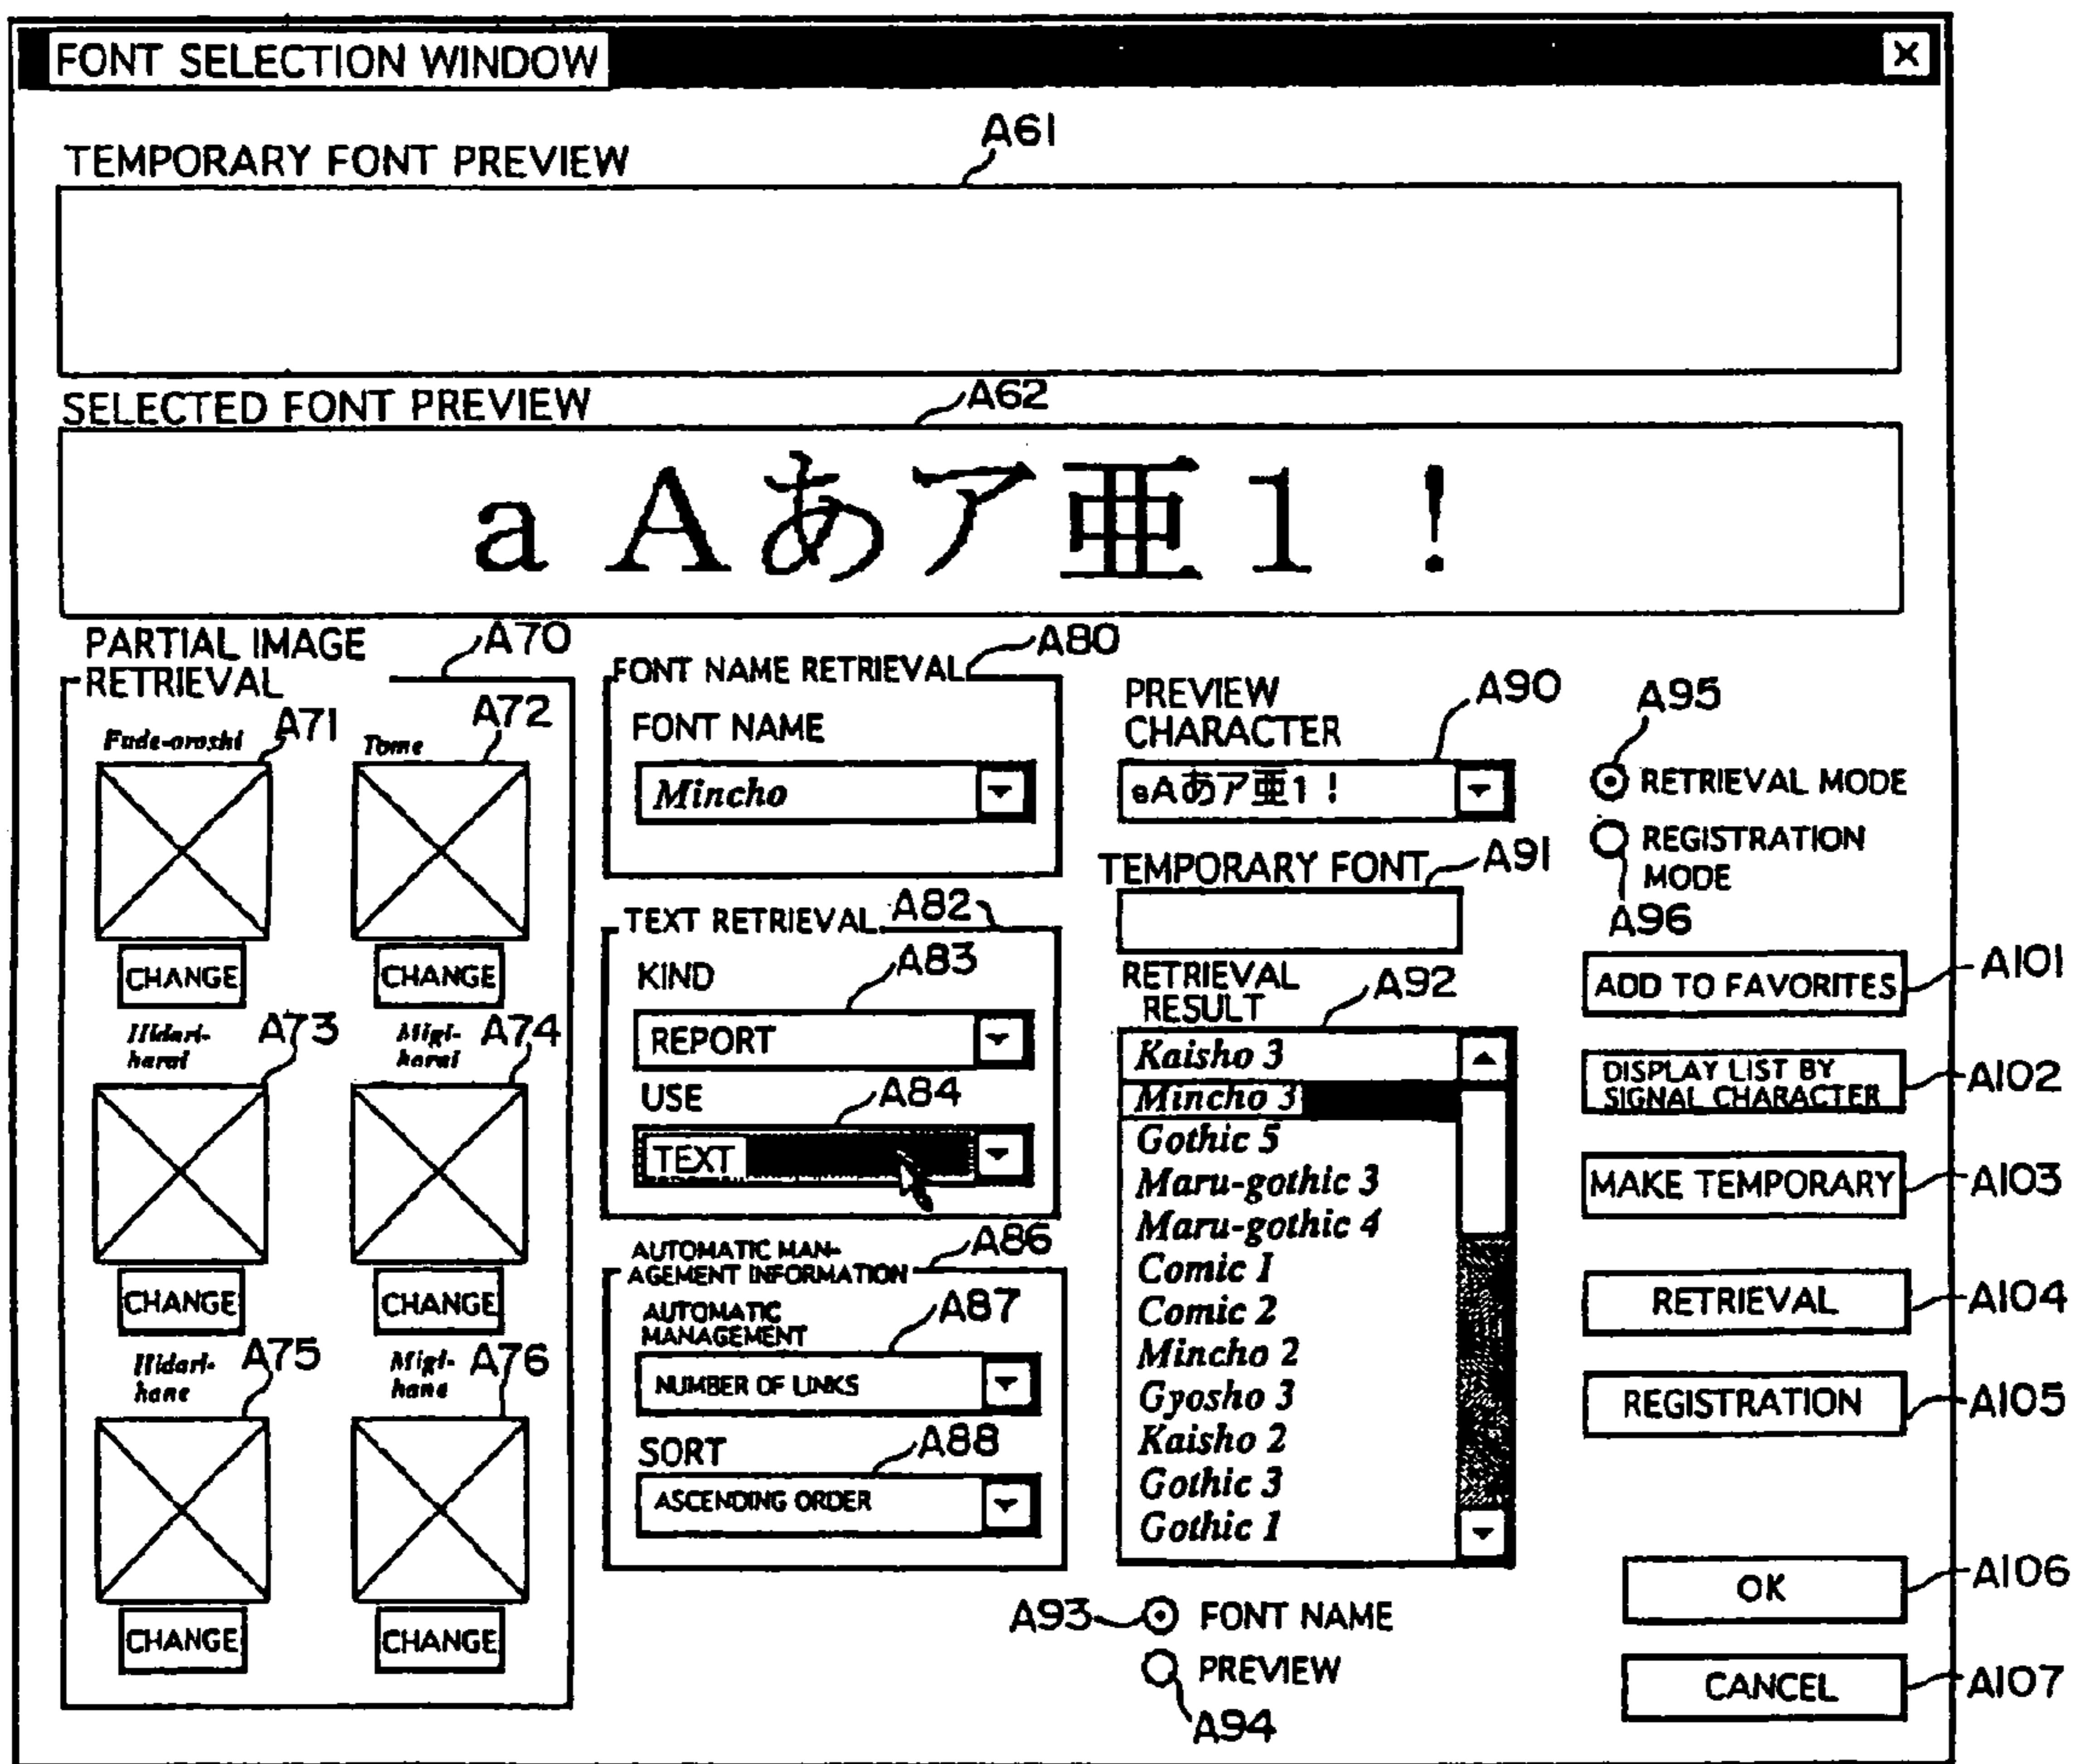 FONT SELECTION WINDOW
X
TEMPORARY FONT PREVIEW
A61
SELECTED FONT PREVIEW
A62
a A あ ア 亜 1 !
PARTIAL IMAGE
RETRIEVAL
A70
Fude-oroshi
A71
Tome
A72
CHANGE
CHANGE
Hidari-
harai
A73
Migi-
harai
A74
CHANGE
CHANGE
Hidari-
hane
A75
Migi-
hane
A76
CHANGE
CHANGE
FONT NAME RETRIEVAL
A80
FONT NAME
Mincho
TEXT RETRIEVAL
A82
KIND
A83
REPORT
USE
A84
TEXT
AUTOMATIC MAN-
AGEMENT INFORMATION
A86
AUTOMATIC
MANAGEMENT
A87
NUMBER OF LINKS
SORT
A88
ASCENDING ORDER
PREVIEW
CHARACTER
A90
aAあア亜1!
TEMPORARY FONT
A91
RETRIEVAL
RESULT
A92
Kaisho 3
Mincho 3
Gothic 5
Maru-gothic 3
Maru-gothic 4
Comic 1
Comic 2
Mincho 2
Gyosho 3
Kaisho 2
Gothic 3
Gothic 1
A93
FONT NAME
PREVIEW
A94
A95
RETRIEVAL MODE
REGISTRATION
MODE
A96
ADD TO FAVORITES
A101
DISPLAY LIST BY
SIGNAL CHARACTER
A102
MAKE TEMPORARY
A103
RETRIEVAL
A104
REGISTRATION
A105
OK
A106
CANCEL
A107